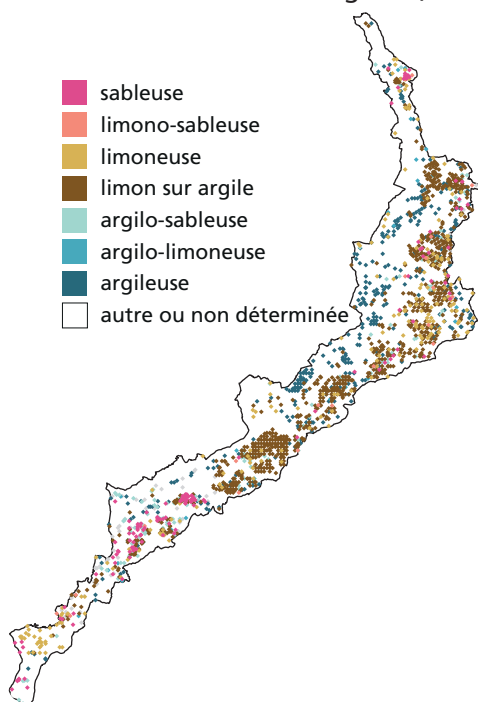 sableuse
limono-sableuse
limoneuse
limon sur argile
argilo-sableuse
argilo-limoneuse
argileuse
autre ou non déterminée